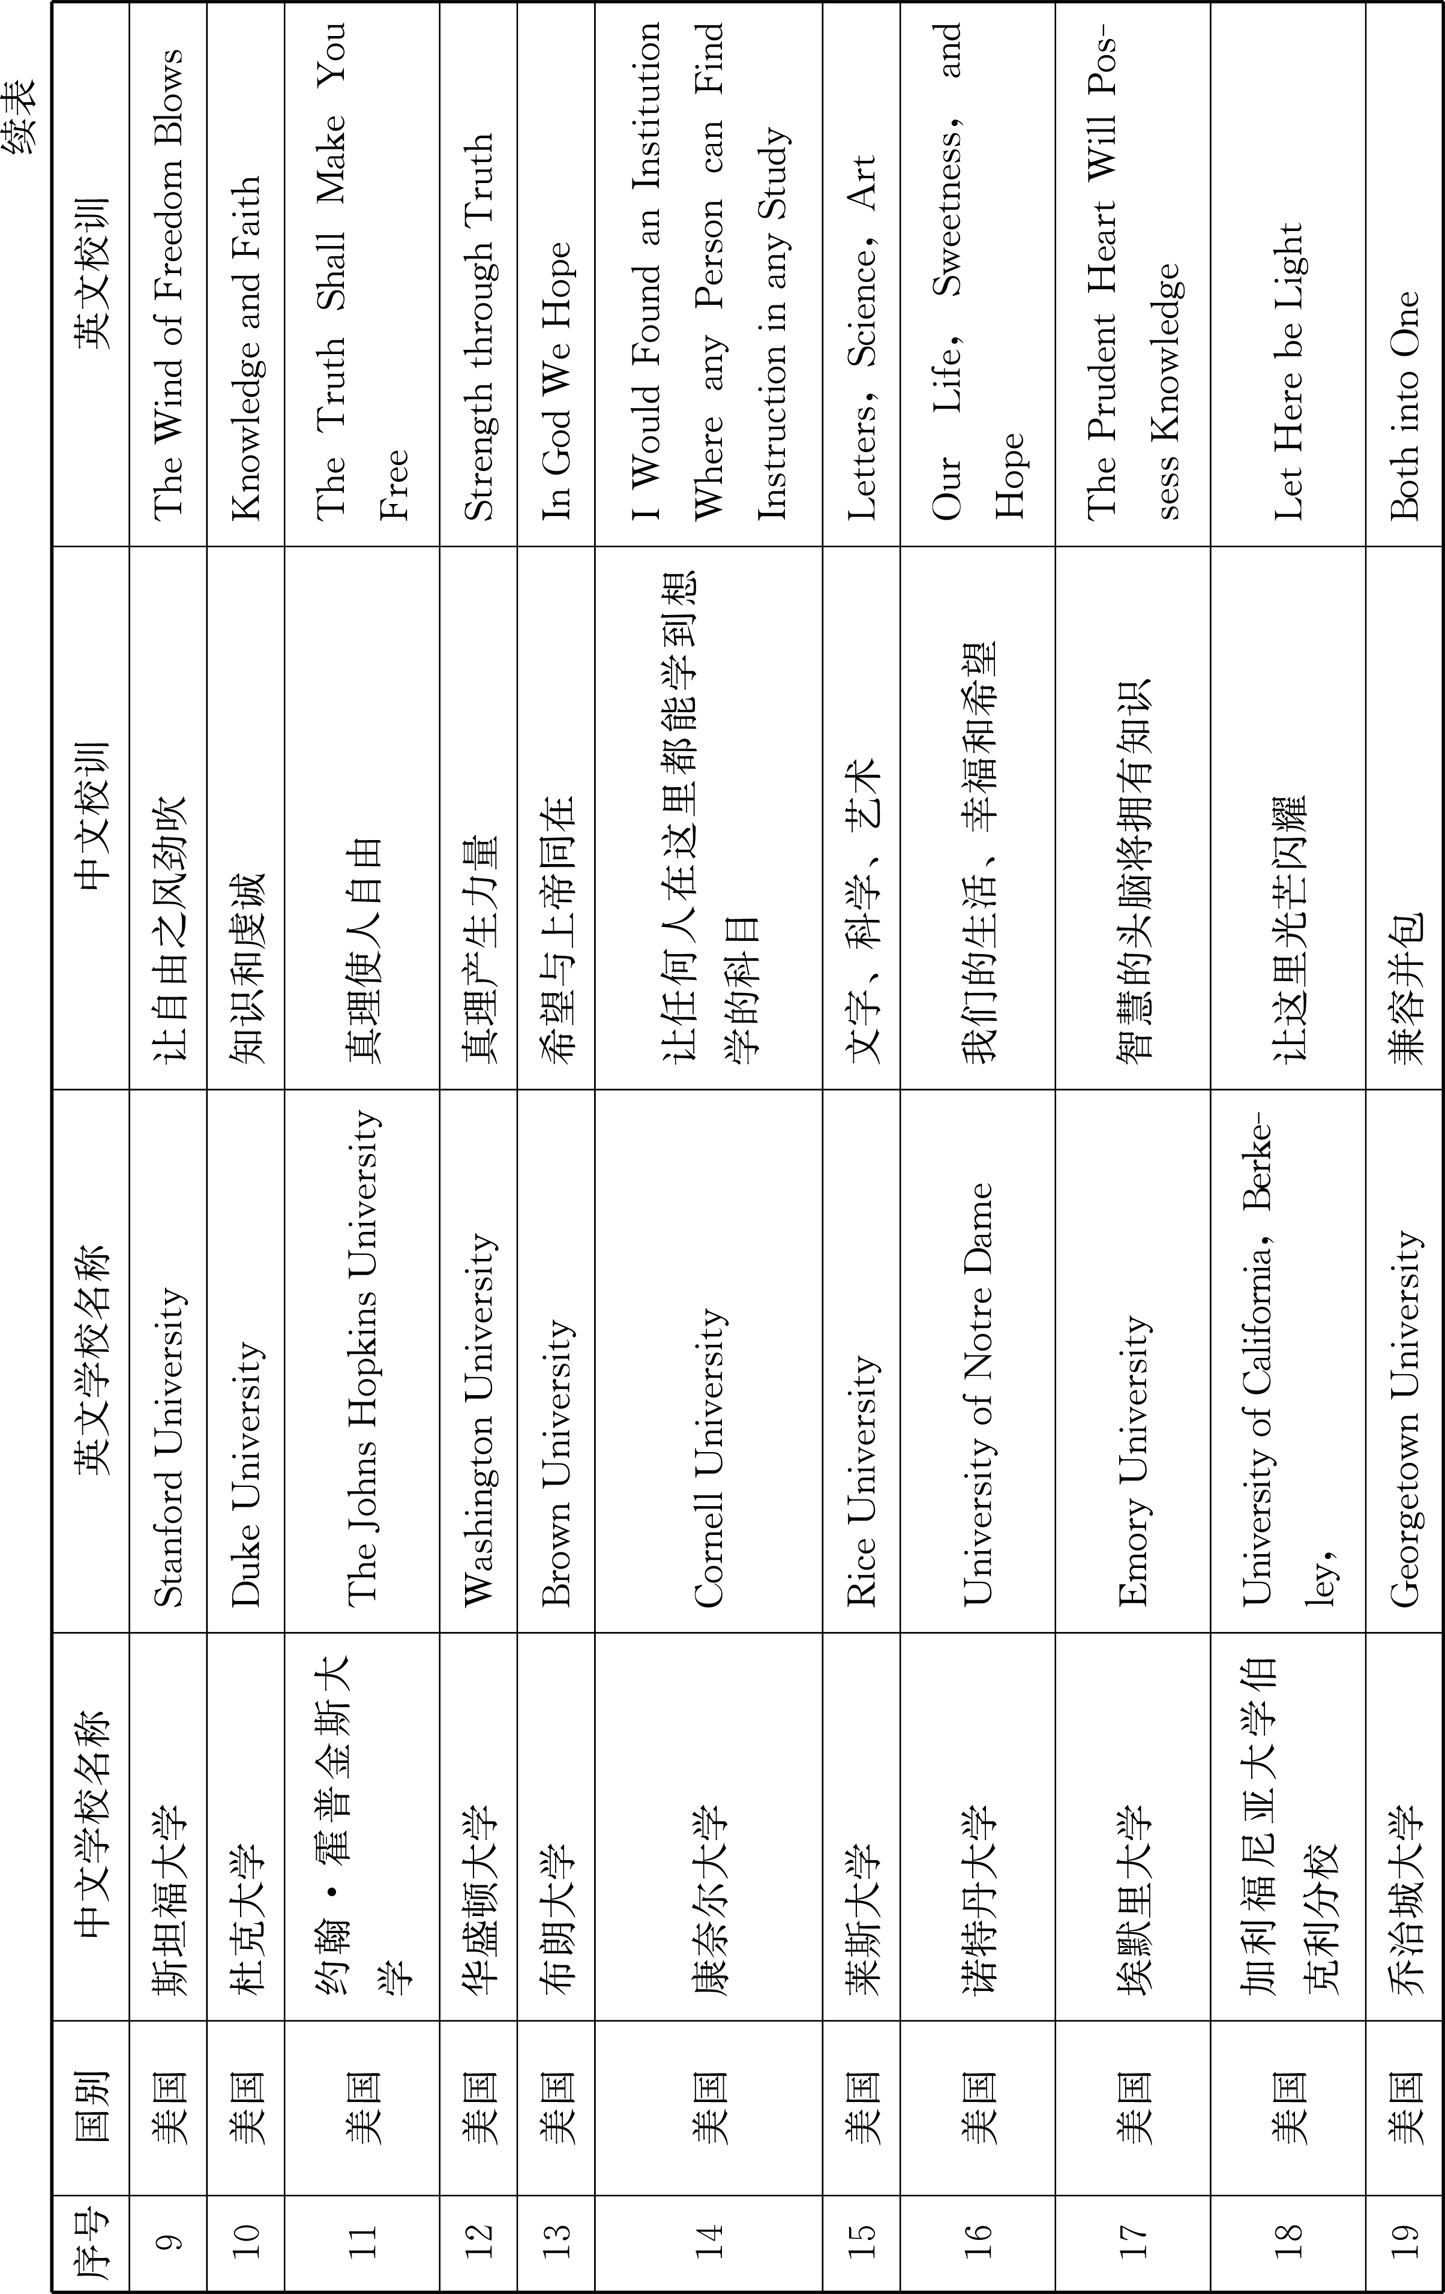 续表
序号 国别 中文学校名称 英文学校名称 中文校训 英文校训
9 美国 斯坦福大学 Stanford University 让自由之风劲吹 The Wind of Freedom Blows
10 美国 杜克大学 Duke University 知识和虔诚 Knowledge and Faith
11 美国 约翰·霍普金斯大
学 The Johns Hopkins University 真理使人自由 The Truth Shall Make You
Free
12 美国 华盛顿大学 Washington University 真理产生力量 Strength through Truth
13 美国 布朗大学 Brown University 希望与上帝同在 In God We Hope
14 美国 康奈尔大学 Cornell University 让任何人在这里都能学到想
学的科目 I Would Found an Institution
Where any Person can Find
Instruction in any Study
15 美国 莱斯大学 Rice University 文字、科学、艺术 Letters, Science, Art
16 美国 诺特丹大学 University of Notre Dame 我们的生活、幸福和希望 Our Life, Sweetness, and
Hope
17 美国 埃默里大学 Emory University 智慧的头脑将拥有知识 The Prudent Heart Will Pos-
sess Knowledge
18 美国 加利福尼亚大学伯
克利分校 University of California, Berke-
ley, 让这里光芒闪耀 Let Here be Light
19 美国 乔治城大学 Georgetown University 兼容并包 Both into One